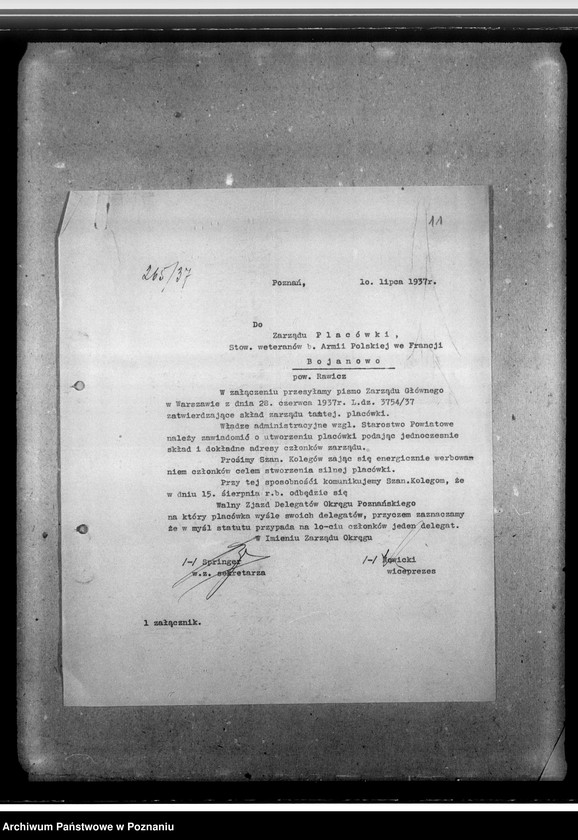 11
265/37
Poznań, 10. lipca 1937r.
Do
Zarządu P l a c ó w k i ,
Stow. weteranów b. Armii Polskiej we Francji
B o j a n o w o
pow. Rawicz
W załączeniu przesyłamy pismo Zarządu Głównego
w Warszawie z dnia 28. czerwca 1937r. L.dz. 3754/37
zatwierdzające skład zarządu tamtej. placówki.
Władze administracyjne wzgl. Starostwo Powiatowe
należy zawiadomić o utworzeniu placówki podając jednocześnie
skład i dokładne adresy członków zarządu.
Prosimy Szan. Kolegów zająć się energicznie werbowa
niem członków celem stworzenia silnej placówki.
Przy tej sposobności komunikujemy Szan.Kolegom, że
w dniu 15. sierpnia r.b. odbędzie się
Walny Zjazd Delegatów Okręgu Poznańskiego
na który placówka wyśle swoich delegatów, przyczem zaznaczamy
że w myśl statutu przypada na 10-ciu członków jeden delegat.
W Imieniu Zarządu Okręgu
/-/ Springer /-/ Nowicki
w.z. sekretarza wiceprezes
1 załącznik.
Archiwum Państwowe w Poznaniu